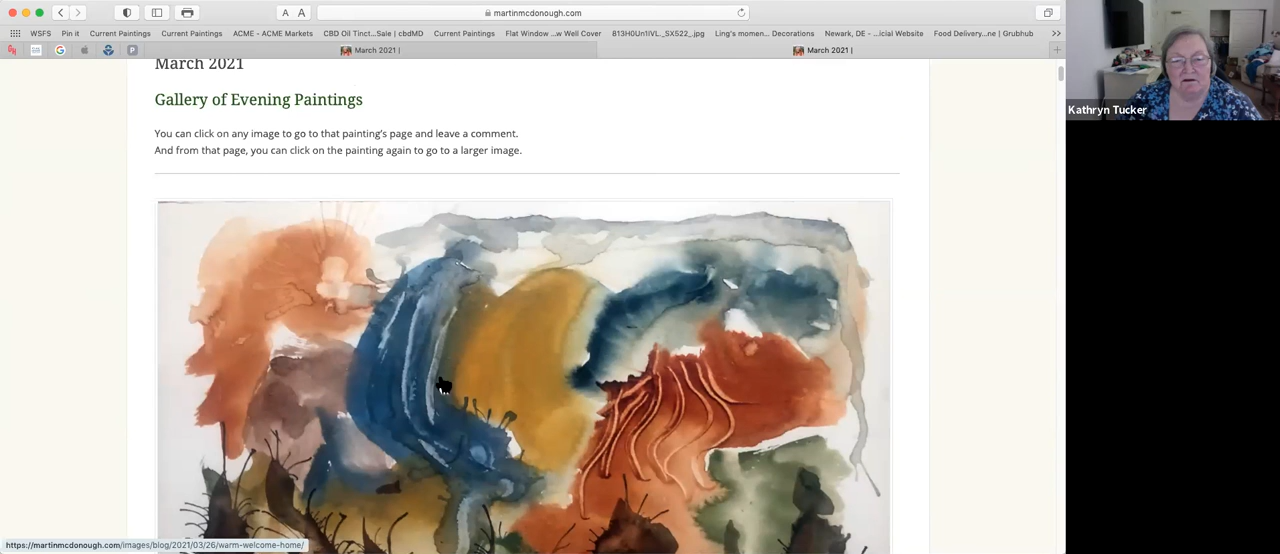 A A
martinmcdonough.com
WSFS Pin it Current Paintings Current Paintings ACME - ACME Markets CBD Oil Tinct...Sale | cbdMD Current Paintings Flat Window ...w Well Cover 813H0Un1IVL._SX522_.jpg Ling's momen... Decorations Newark, DE - ...icial Website Food Delivery...ne | Grubhub >>
G P March 2021 | March 2021 |
March 2021
Gallery of Evening Paintings
You can click on any image to go to that painting's page and leave a comment.
And from that page, you can click on the painting again to go to a larger image.
Kathryn Tucker
https://martinmcdonough.com/images/blog/2021/03/26/warm-welcome-home/